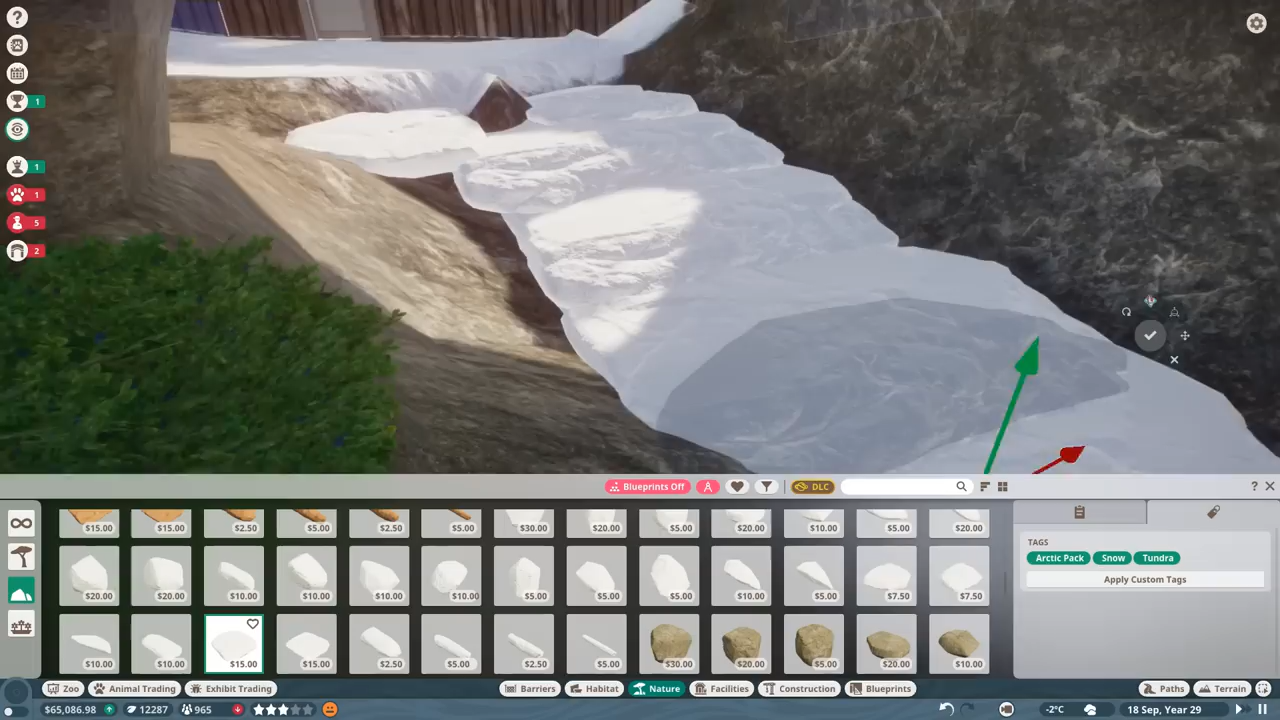 ?
1
1
1
5
2
Blueprints Off DLC ?
$15.00 $15.00 $2.50 $5.00 $2.50 $5.00 $30.00 $20.00 $5.00 $20.00 $10.00 $5.00 $20.00
$20.00 $20.00 $10.00 $10.00 $10.00 $10.00 $5.00 $5.00 $5.00 $10.00 $5.00 $7.50 $7.50
$10.00 $10.00 $15.00 $15.00 $2.50 $5.00 $2.50 $5.00 $30.00 $20.00 $5.00 $20.00 $10.00
TAGS
Arctic Pack Snow Tundra
Apply Custom Tags
Zoo Animal Trading Exhibit Trading Barriers Habitat Nature Facilities Construction Blueprints Paths Terrain
$65,086.98 12287 965 -2°C 18 Sep, Year 29